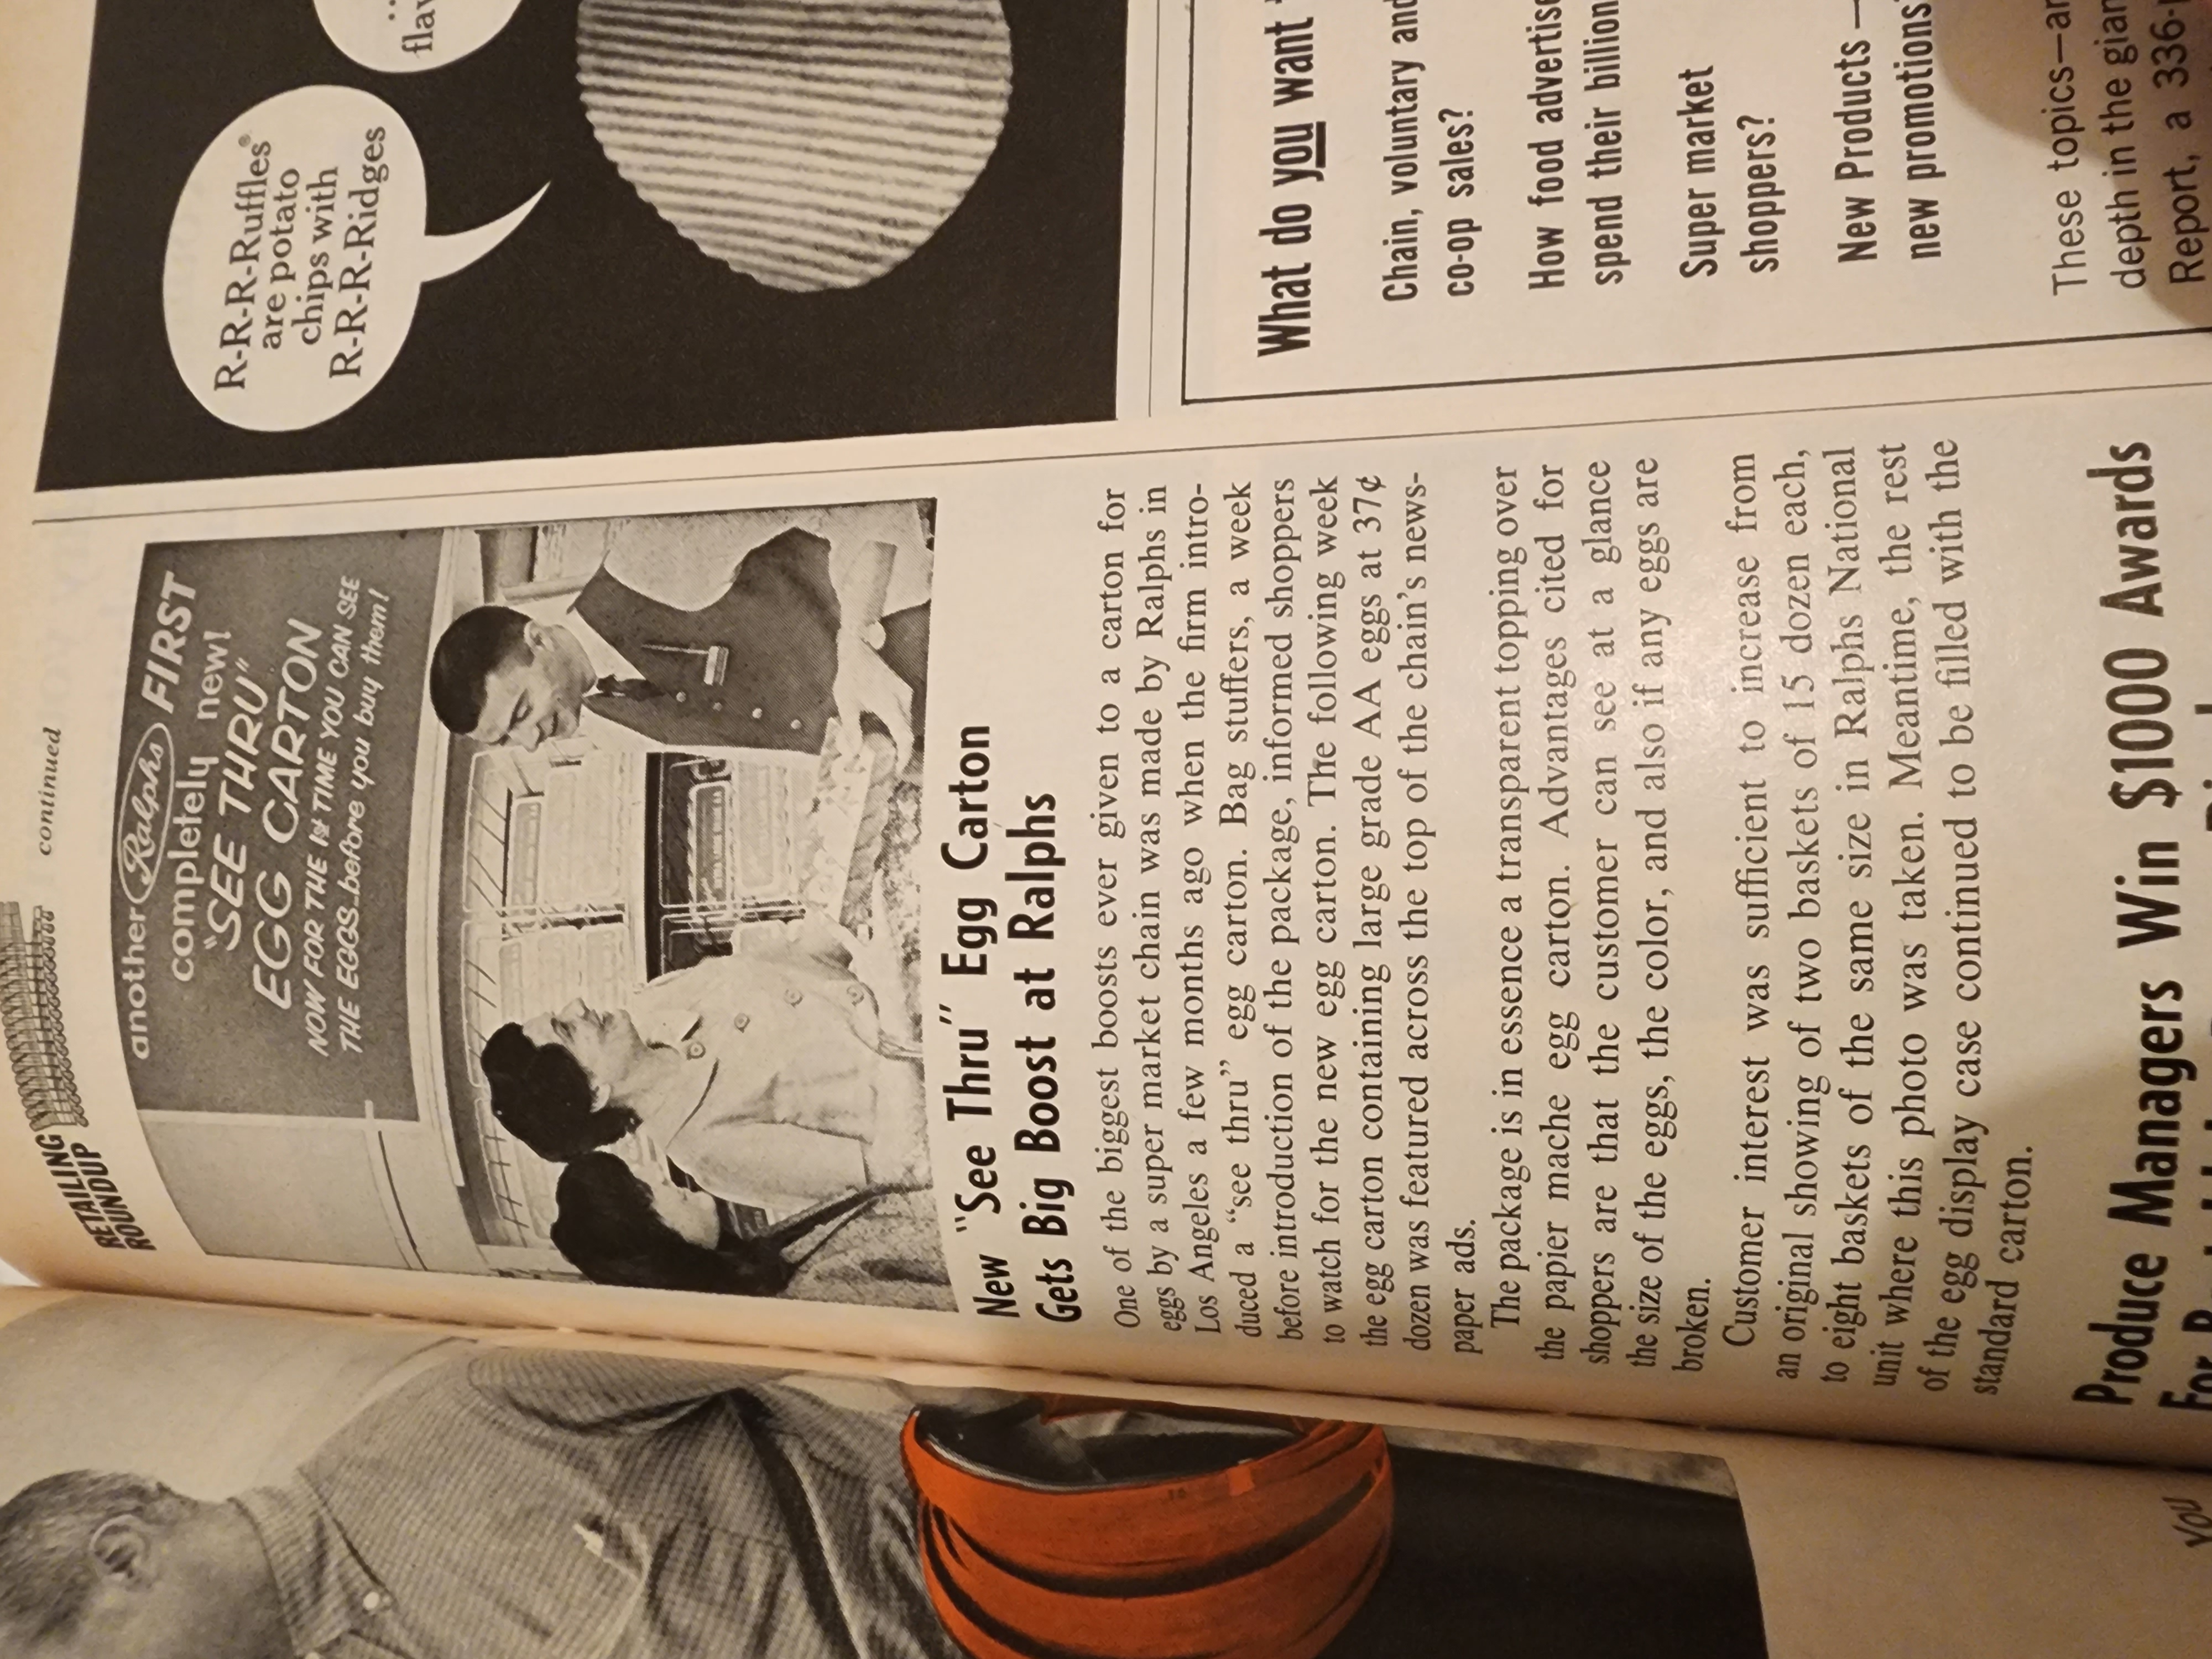 RETAILING
ROUNDUP
continued
another Ralphs FIRST
completely new!
"SEE THRU"
EGG CARTON
NOW FOR THE 1st TIME YOU CAN SEE
THE EGGS..before you buy them!
New "See Thru" Egg Carton
Gets Big Boost at Ralphs
One of the biggest boosts ever given to a carton for
eggs by a super market chain was made by Ralphs in
Los Angeles a few months ago when the firm intro-
duced a "see thru" egg carton. Bag stuffers, a week
before introduction of the package, informed shoppers
to watch for the new egg carton. The following week
the egg carton containing large grade AA eggs at 37¢
dozen was featured across the top of the chain's news-
paper ads.
The package is in essence a transparent topping over
the papier mache egg carton. Advantages cited for
shoppers are that the customer can see at a glance
the size of the eggs, the color, and also if any eggs are
broken.
Customer interest was sufficient to increase from
an original showing of two baskets of 15 dozen each,
to eight baskets of the same size in Ralphs National
unit where this photo was taken. Meantime, the rest
of the egg display case continued to be filled with the
standard carton.
Produce Managers Win $1000 Awards
R-R-R-Ruffles®
are potato
chips with
R-R-R-Ridges
What do you want
Chain, voluntary and
co-op sales?
How food advertise
spend their billion
Super market
shoppers?
New Products—
new promotions
These topics—ar
depth in the gian
Report, a 336-